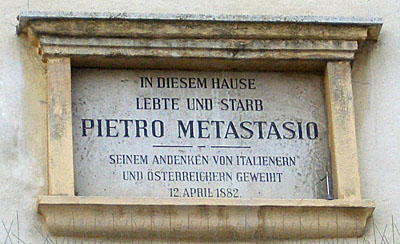 IN DIESEM HAUSE
LEBTE UND STARB
PIETRO METASTASIO
SEINEM ANDENKEN VON ITALIENERN
UND ÖSTERREICHERN GEWEIHT
12. APRIL 1882.